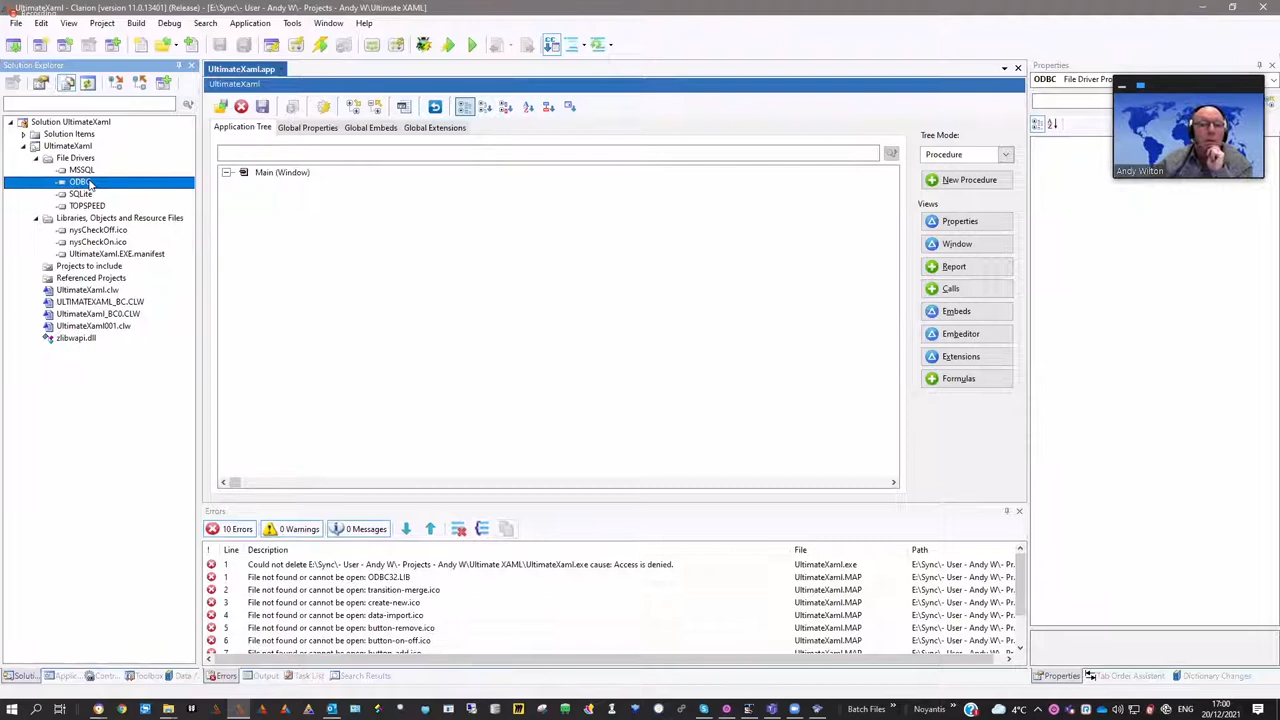 UltimateXaml - Clarion (version 11.0.13401) (Release) - [E:\Sync\- User - Andy W\- Projects - Andy W\Ultimate XAML]
File Edit View Project Build Debug Search Application Tools Window Help
Solution Explorer
Solution UltimateXaml
Solution Items
UltimateXaml
File Drivers
MSSQL
ODBC
SQLite
TOPSPEED
Libraries, Objects and Resource Files
nysCheckOff.ico
nysCheckOn.ico
UltimateXaml.EXE.manifest
Projects to include
Referenced Projects
UltimateXaml.clw
ULTIMATEXAML_BC.CLW
UltimateXaml_BC0.CLW
UltimateXaml001.clw
zlibwapi.dll
UltimateXaml.app
UltimateXaml
Application Tree Global Properties Global Embeds Global Extensions
Main (Window)
Tree Mode:
Procedure
New Procedure
Views
Properties
Window
Report
Calls
Embeds
Embeditor
Extensions
Formulas
Properties
ODBC File Driver Pro
Andy Wilton
Errors
10 Errors 0 Warnings 0 Messages
! Line Description File Path
1 Could not delete E:\Sync\- User - Andy W\- Projects - Andy W\Ultimate XAML\UltimateXaml.exe cause: Access is denied. UltimateXaml.exe E:\Sync\- User - Andy W\- Pr.
1 File not found or cannot be open: ODBC32.LIB UltimateXaml.MAP E:\Sync\- User - Andy W\- Pr.
2 File not found or cannot be open: transition-merge.ico UltimateXaml.MAP E:\Sync\- User - Andy W\- Pr.
3 File not found or cannot be open: create-new.ico UltimateXaml.MAP E:\Sync\- User - Andy W\- Pr.
4 File not found or cannot be open: data-import.ico UltimateXaml.MAP E:\Sync\- User - Andy W\- Pr.
5 File not found or cannot be open: button-remove.ico UltimateXaml.MAP E:\Sync\- User - Andy W\- Pr.
6 File not found or cannot be open: button-on-off.ico UltimateXaml.MAP E:\Sync\- User - Andy W\- Pr.
Soluti... Applic... Contr... Toolbox Data / Errors Output Task List Search Results Properties Tab Order Assistant Dictionary Changes
Batch Files Noyantis 4°C 17:00
20/12/2021